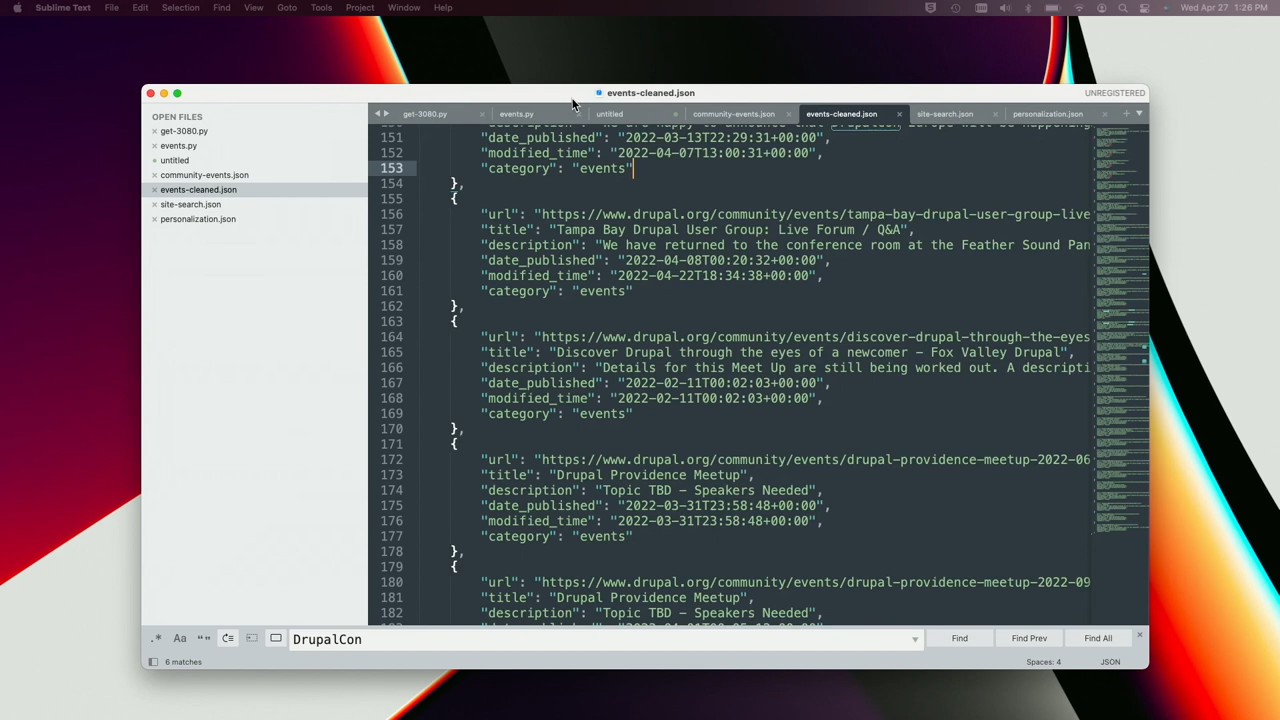 Sublime Text File Edit Selection Find View Goto Tools Project Window Help Wed Apr 27 1:26 PM
events-cleaned.json UNREGISTERED
OPEN FILES
get-3080.py
events.py
untitled
community-events.json
events-cleaned.json
site-search.json
personalization.json
get-3080.py events.py untitled community-events.json events-cleaned.json site-search.json personalization.json
151 "date_published": "2022-03-13T22:29:31+00:00",
152 "modified_time": "2022-04-07T13:00:31+00:00",
153 "category": "events"
154 },
155 {
156 "url": "https://www.drupal.org/community/events/tampa-bay-drupal-user-group-live
157 "title": "Tampa Bay Drupal User Group: Live Forum / Q&A",
158 "description": "We have returned to the conference room at the Feather Sound Pan
159 "date_published": "2022-04-08T00:20:32+00:00",
160 "modified_time": "2022-04-22T18:34:38+00:00",
161 "category": "events"
162 },
163 {
164 "url": "https://www.drupal.org/community/events/discover-drupal-through-the-eyes
165 "title": "Discover Drupal through the eyes of a newcomer – Fox Valley Drupal",
166 "description": "Details for this Meet Up are still being worked out. A descripti
167 "date_published": "2022-02-11T00:02:03+00:00",
168 "modified_time": "2022-02-11T00:02:03+00:00",
169 "category": "events"
170 },
171 {
172 "url": "https://www.drupal.org/community/events/drupal-providence-meetup-2022-06
173 "title": "Drupal Providence Meetup",
174 "description": "Topic TBD – Speakers Needed",
175 "date_published": "2022-03-31T23:58:48+00:00",
176 "modified_time": "2022-03-31T23:58:48+00:00",
177 "category": "events"
178 },
179 {
180 "url": "https://www.drupal.org/community/events/drupal-providence-meetup-2022-09
181 "title": "Drupal Providence Meetup",
182 "description": "Topic TBD – Speakers Needed",
.* Aa “” DrupalCon Find Find Prev Find All
6 matches Spaces: 4 JSON